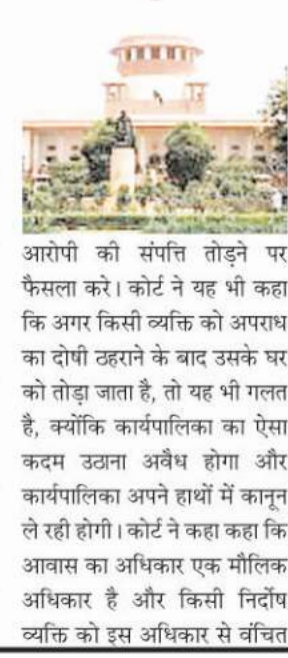 आरोपी की संपत्ति तोड़ने पर
फैसला करे। कोर्ट ने यह भी कहा
कि अगर किसी व्यक्ति को अपराध
का दोषी ठहराने के बाद उसके घर
को तोड़ा जाता है, तो यह भी गलत
है, क्योंकि कार्यपालिका का ऐसा
कदम उठाना अवैध होगा और
कार्यपालिका अपने हाथों में कानून
ले रही होगी। कोर्ट ने कहा कहा कि
आवास का अधिकार एक मौलिक
अधिकार है और किसी निर्दोष
व्यक्ति को इस अधिकार से वंचित